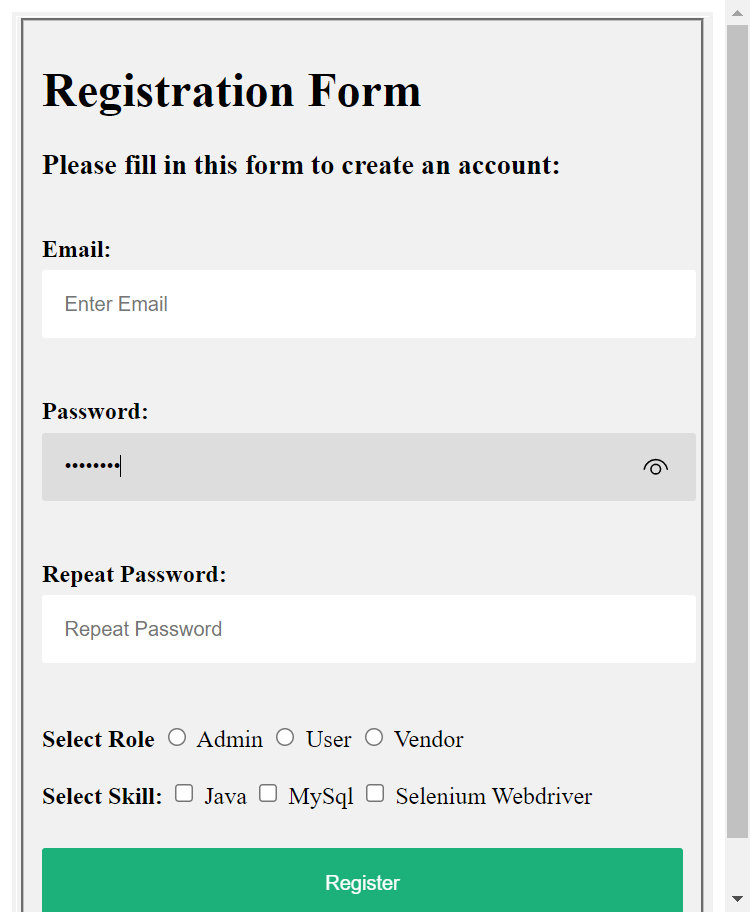 Registration Form
Please fill in this form to create an account:
Email:
Enter Email
Password:
••••••••
Repeat Password:
Repeat Password
Select Role Admin User Vendor
Select Skill: Java MySql Selenium Webdriver
Register